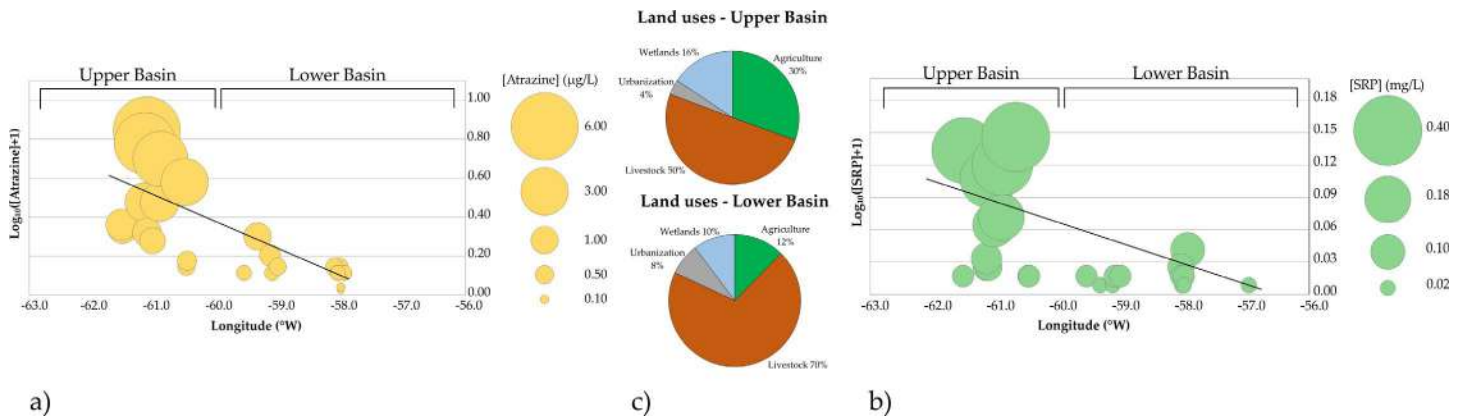 Upper Basin
Lower Basin
[Atrazine] (µg/L)
Log₁₀([Atrazine]+1)
1.00
0.80
0.60
0.40
0.20
0.00
-63.0
-62.0
-61.0
-60.0
-59.0
-58.0
-57.0
-56.0
Longitude (°W)
6.00
3.00
1.00
0.50
0.10
a)
Land uses - Upper Basin
Wetlands 16%
Agriculture
30%
Urbanization
4%
Livestock 50%
Land uses - Lower Basin
Wetlands 10%
Agriculture
12%
Urbanization
8%
Livestock 70%
c)
Upper Basin
Lower Basin
[SRP] (mg/L)
Log₁₀([SRP]+1)
0.18
0.15
0.12
0.09
0.06
0.03
0.00
-63.0
-62.0
-61.0
-60.0
-59.0
-58.0
-57.0
-56.0
Longitude (°W)
0.40
0.18
0.10
0.02
b)